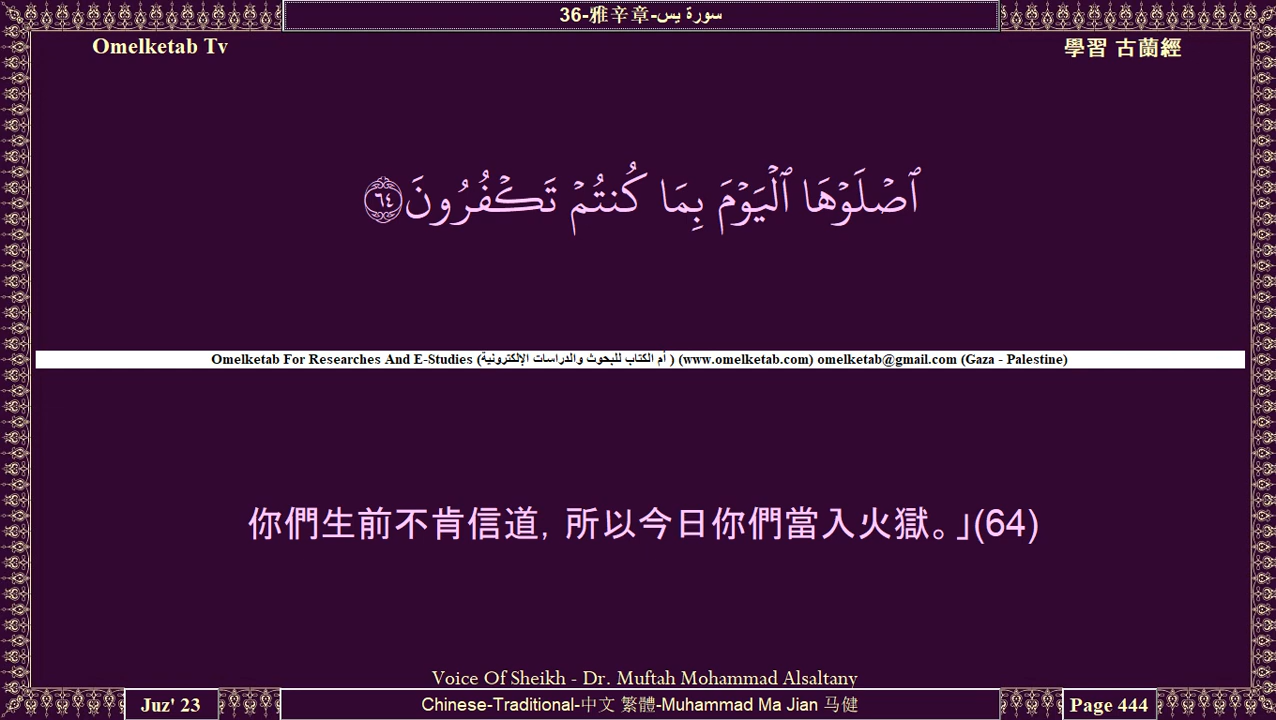 36-雅辛章-سورة يس
Omelketab Tv
學習 古蘭經
ٱصۡلَوۡهَا ٱلۡيَوۡمَ بِمَا كُنتُمۡ تَكۡفُرُونَ ٦٤
Omelketab For Researches And E-Studies (أم الكتاب للبحوث والدراسات الإلكترونية ) (www.omelketab.com) omelketab@gmail.com (Gaza - Palestine)
你們生前不肯信道，所以今日你們當入火獄。」(64)
Voice Of Sheikh - Dr. Muftah Mohammad Alsaltany
Juz' 23
Chinese-Traditional-中文 繁體-Muhammad Ma Jian 马健
Page 444